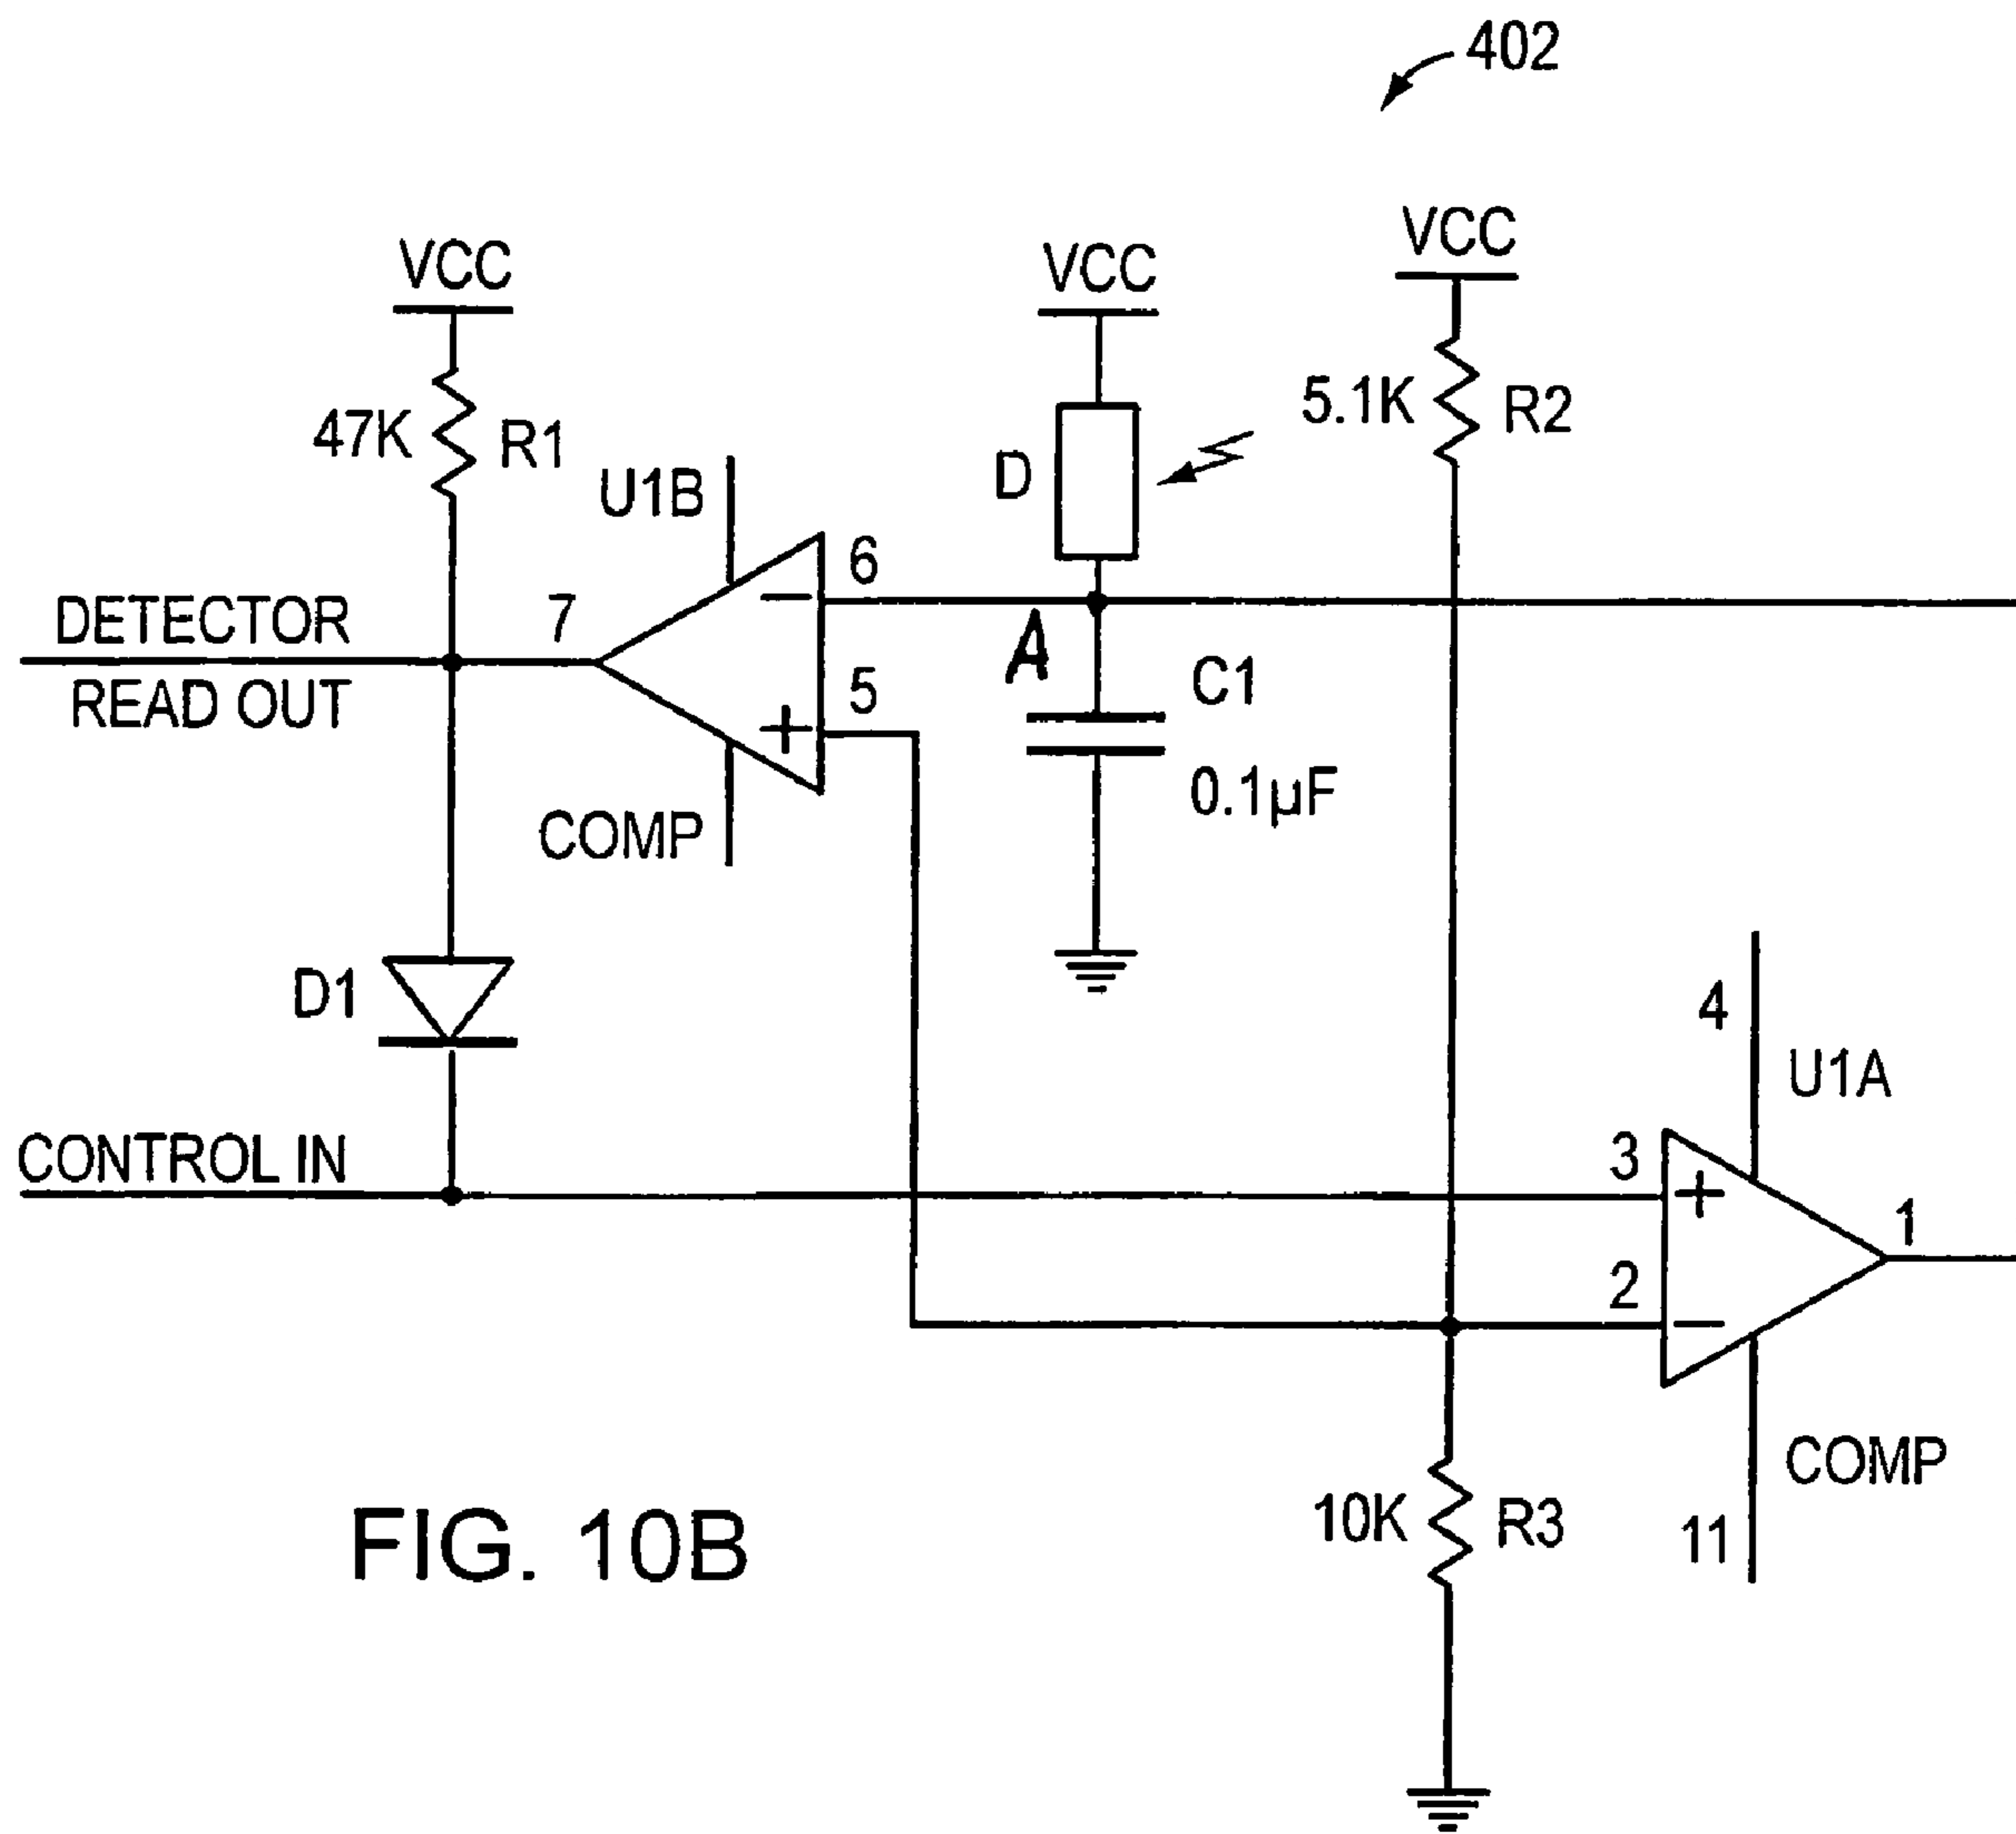 402
VCC
VCC
VCC
47K
R1
5.1K
R2
D
U1B
6
DETECTOR
READ OUT
7
A
5
C1
0.1µF
COMP
D1
4
U1A
CONTROL IN
3
1
2
COMP
10K
R3
11
FIG. 10B
+
−
+
−